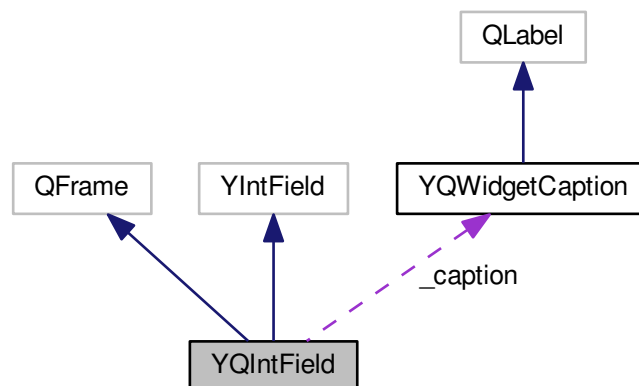 QLabel
QFrame
YIntField
YQWidgetCaption
_caption
YQIntField